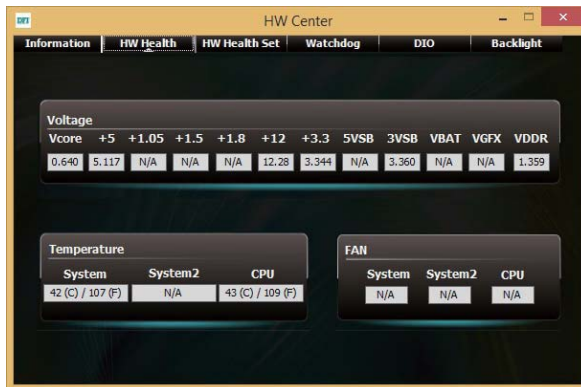 DFI HW Center
Information HW Health HW Health Set Watchdog DIO Backlight
Voltage
Vcore +5 +1.05 +1.5 +1.8 +12 +3.3 5VSB 3VSB VBAT VGFX VDDR
0.640 5.117 N/A N/A N/A 12.28 3.344 N/A 3.360 N/A N/A 1.359
Temperature
System System2 CPU
42 (C) / 107 (F) N/A 43 (C) / 109 (F)
FAN
System System2 CPU
N/A N/A N/A